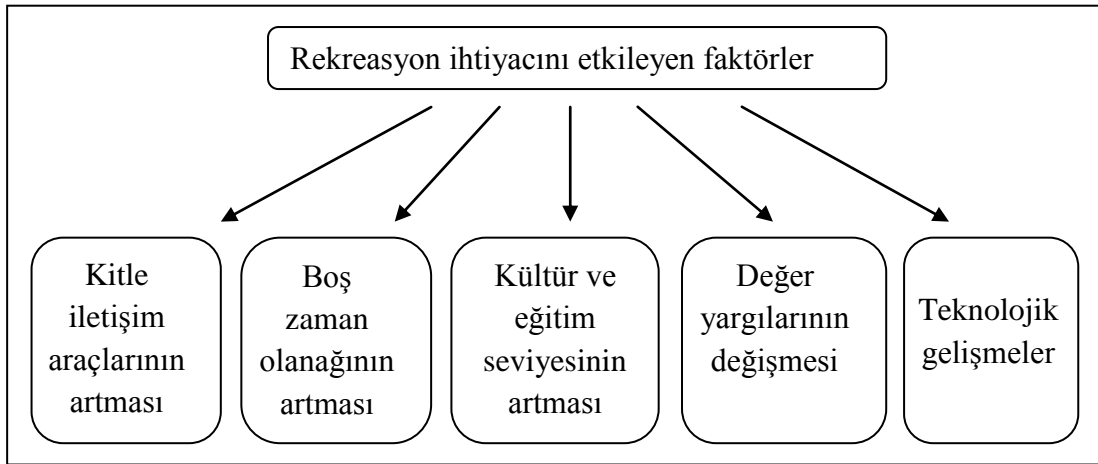 Rekreasyon ihtiyacını etkileyen faktörler
Kitle
iletişim
araçlarının
artması
Boş
zaman
olanağının
artması
Kültür ve
eğitim
seviyesinin
artması
Değer
yargılarının
değişmesi
Teknolojik
gelişmeler